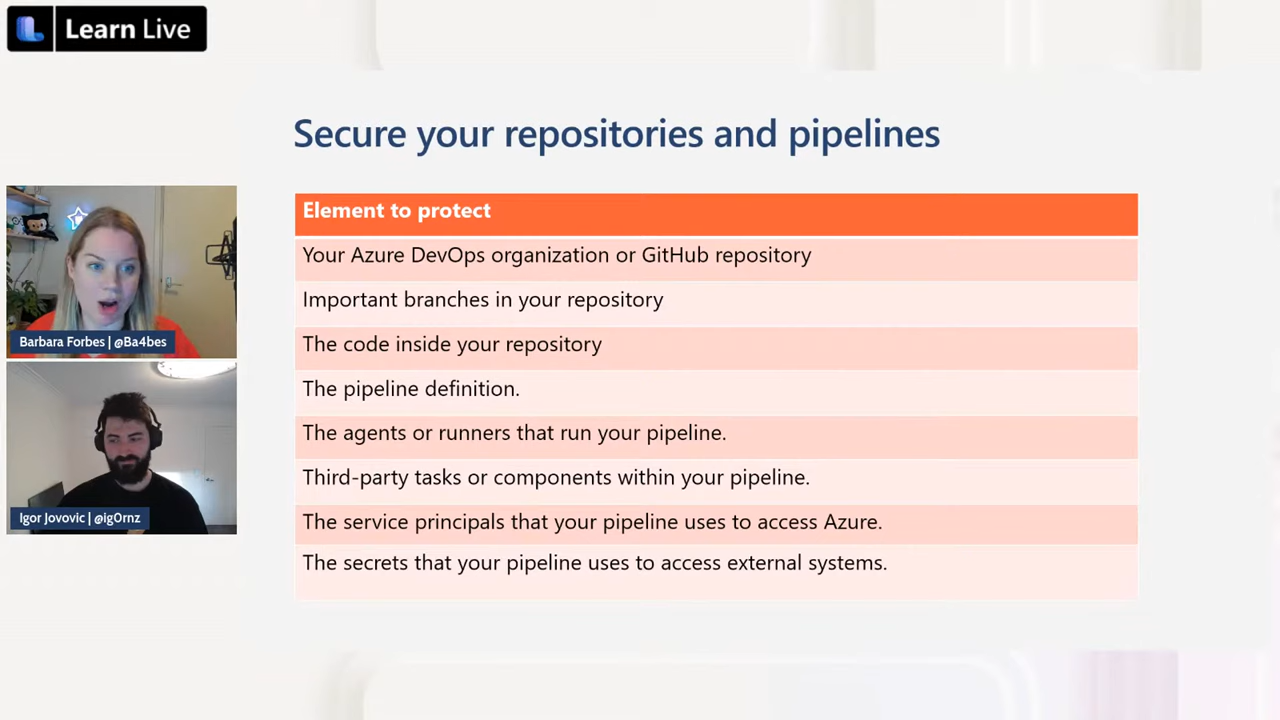 Learn Live
Secure your repositories and pipelines
Element to protect
Your Azure DevOps organization or GitHub repository
Important branches in your repository
The code inside your repository
The pipeline definition.
The agents or runners that run your pipeline.
Third-party tasks or components within your pipeline.
The service principals that your pipeline uses to access Azure.
The secrets that your pipeline uses to access external systems.
Barbara Forbes | @Ba4bes
Igor Jovovic | @ig0rnz